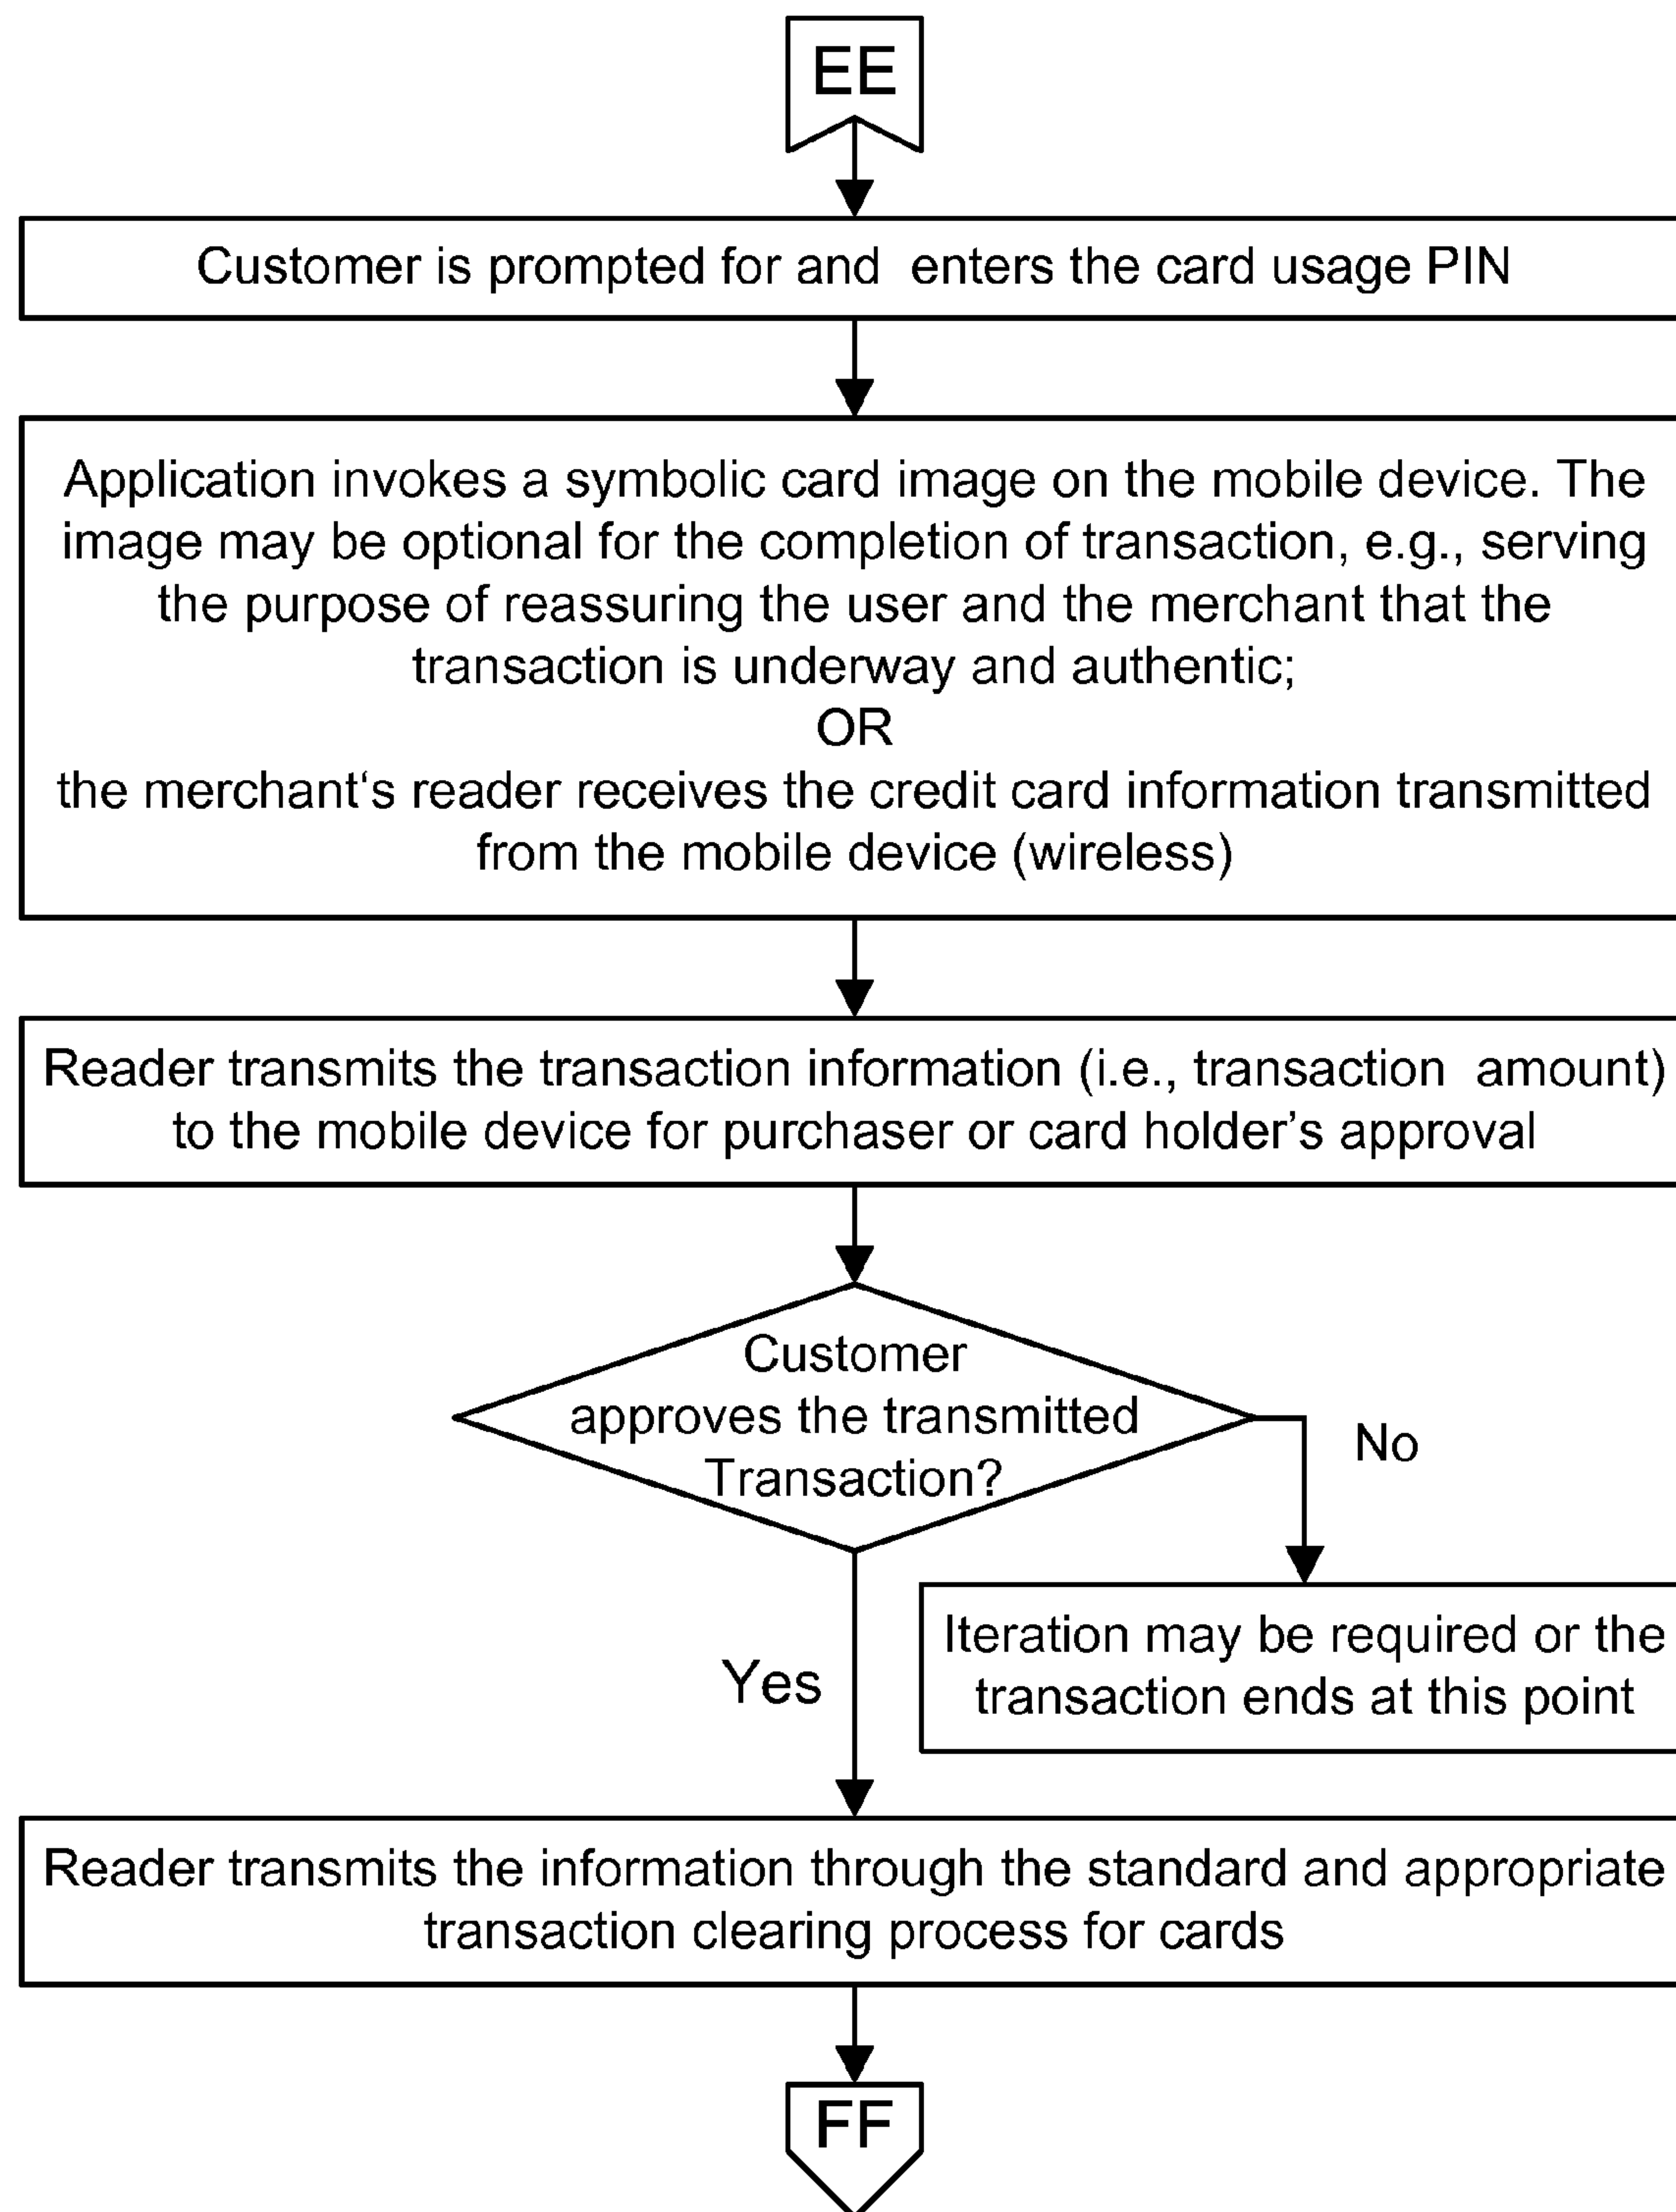 EE
Customer is prompted for and  enters the card usage PIN
Application invokes a symbolic card image on the mobile device. The
image may be optional for the completion of transaction, e.g., serving
the purpose of reassuring the user and the merchant that the
transaction is underway and authentic;
OR
the merchant‘s reader receives the credit card information transmitted
from the mobile device (wireless)
Reader transmits the transaction information (i.e., transaction  amount)
to the mobile device for purchaser or card holder’s approval
Customer
approves the transmitted
Transaction?
No
Iteration may be required or the
transaction ends at this point
Yes
Reader transmits the information through the standard and appropriate
transaction clearing process for cards
FF